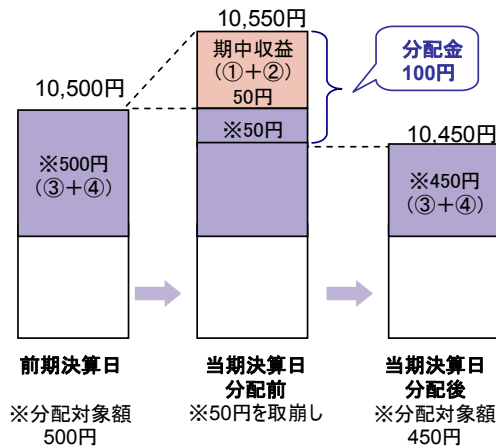 10,550円
期中収益
(①+②)
50円
※50円
分配金
100円
10,500円
※500円
(③+④)
10,450円
※450円
(③+④)
前期決算日
※分配対象額
500円
当期決算日
分配前
※50円を取崩し
当期決算日
分配後
※分配対象額
450円